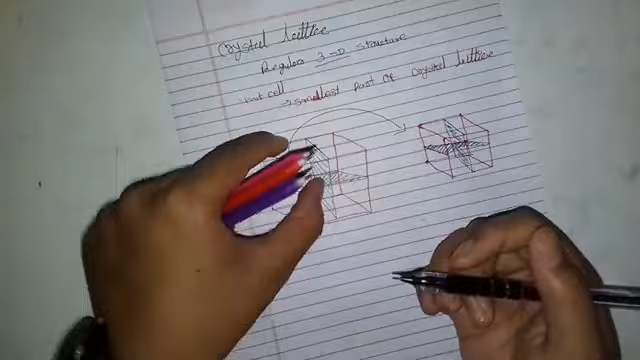 Crystal lattice
Regular 3-D structure
Unit cell
→ smallest part of crystal lattice